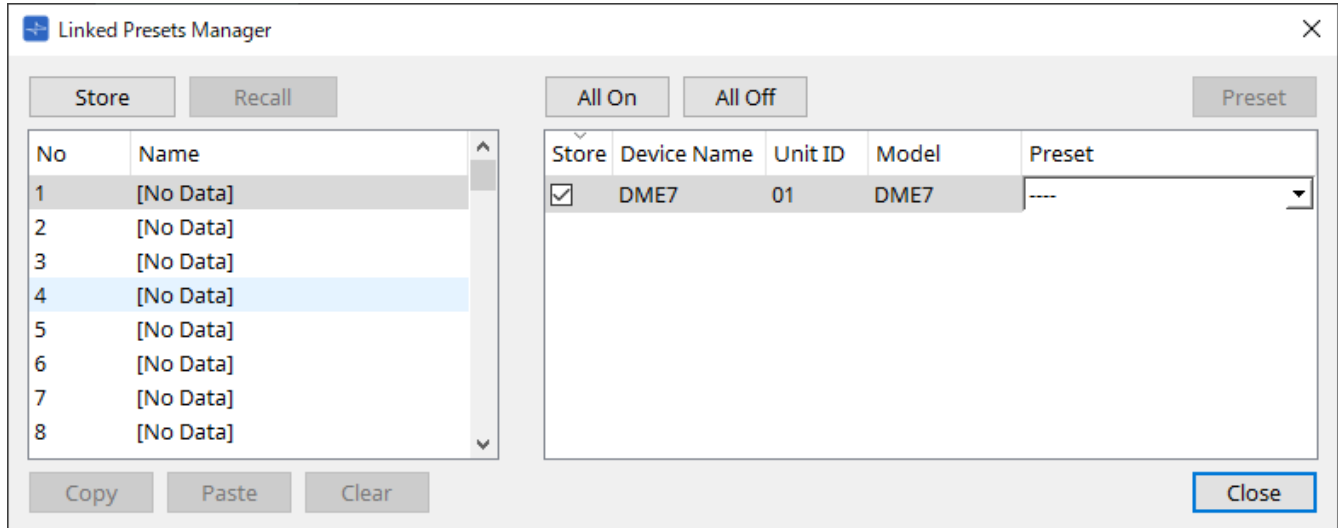 Linked Presets Manager
Store Recall All On All Off Preset
No Name Store Device Name Unit ID Model Preset
1 [No Data] DME7 01 DME7 ----
2 [No Data]
3 [No Data]
4 [No Data]
5 [No Data]
6 [No Data]
7 [No Data]
8 [No Data]
Copy Paste Clear Close